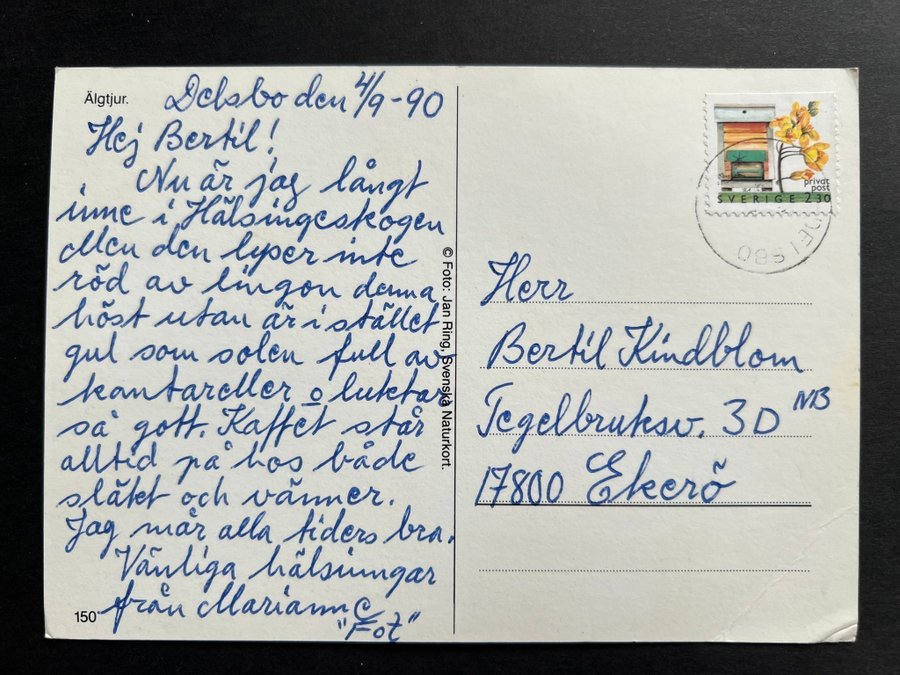 Älgtjur.
Delsbo den 4/9-90
Hej Bertil!
Nu är jag långt
inne i Hälsingeskogen
Men den lyser inte
röd av lingon denna
höst utan är i stället
gul som solen full av
kantareller o luktar
så gott. Kaffet står
alltid på hos både
släkt och vänner.
Jag mår alla tiders bra.
Vänliga hälsningar
från Marianne
"Fot"
150
© Foto: Jan Ring, Svenska Naturkort.
privat
post
SVERIGE 2.30
DELSBO
Herr
Bertil Kindblom
Tegelbruksv. 3D NB
17800 Ekerö